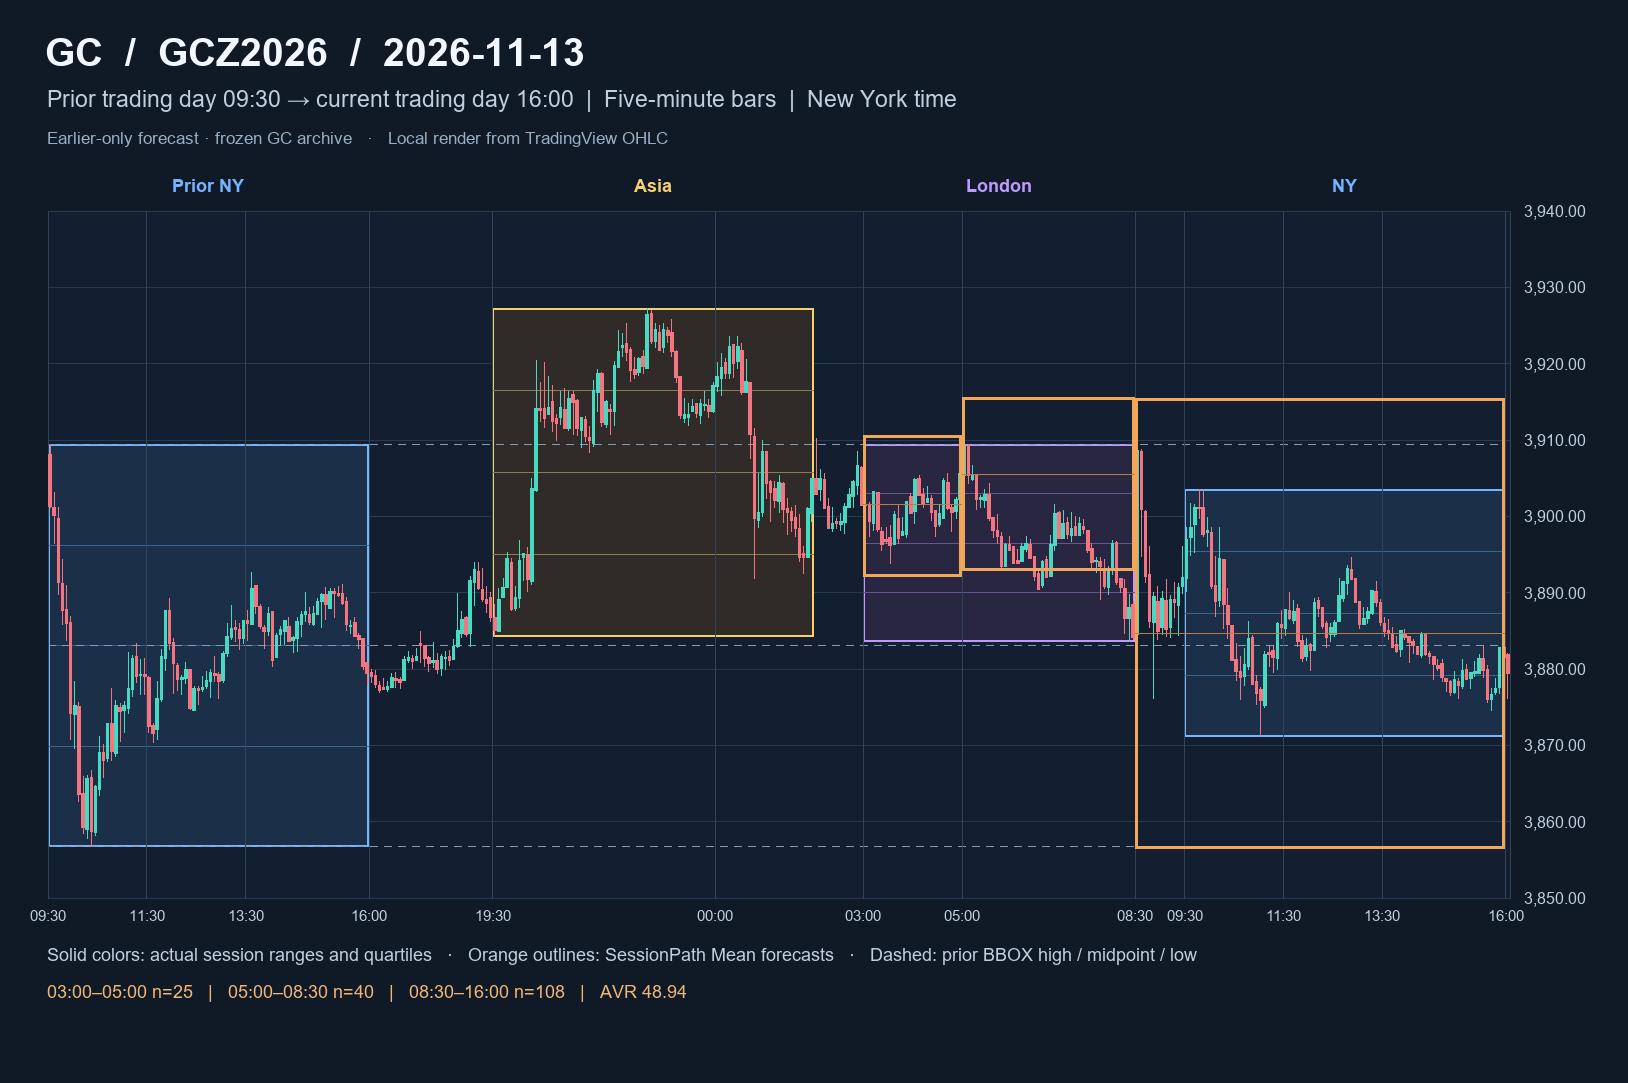 GC / GCZ2026 / 2026-11-13
Prior trading day 09:30 → current trading day 16:00 | Five-minute bars | New York time
Earlier-only forecast · frozen GC archive · Local render from TradingView OHLC
Prior NY Asia London NY
3,940.00
3,930.00
3,920.00
3,910.00
3,900.00
3,890.00
3,880.00
3,870.00
3,860.00
3,850.00
09:30 11:30 13:30 16:00 19:30 00:00 03:00 05:00 08:30 09:30 11:30 13:30 16:00
Solid colors: actual session ranges and quartiles · Orange outlines: SessionPath Mean forecasts · Dashed: prior BBOX high / midpoint / low
03:00–05:00 n=25 | 05:00–08:30 n=40 | 08:30–16:00 n=108 | AVR 48.94